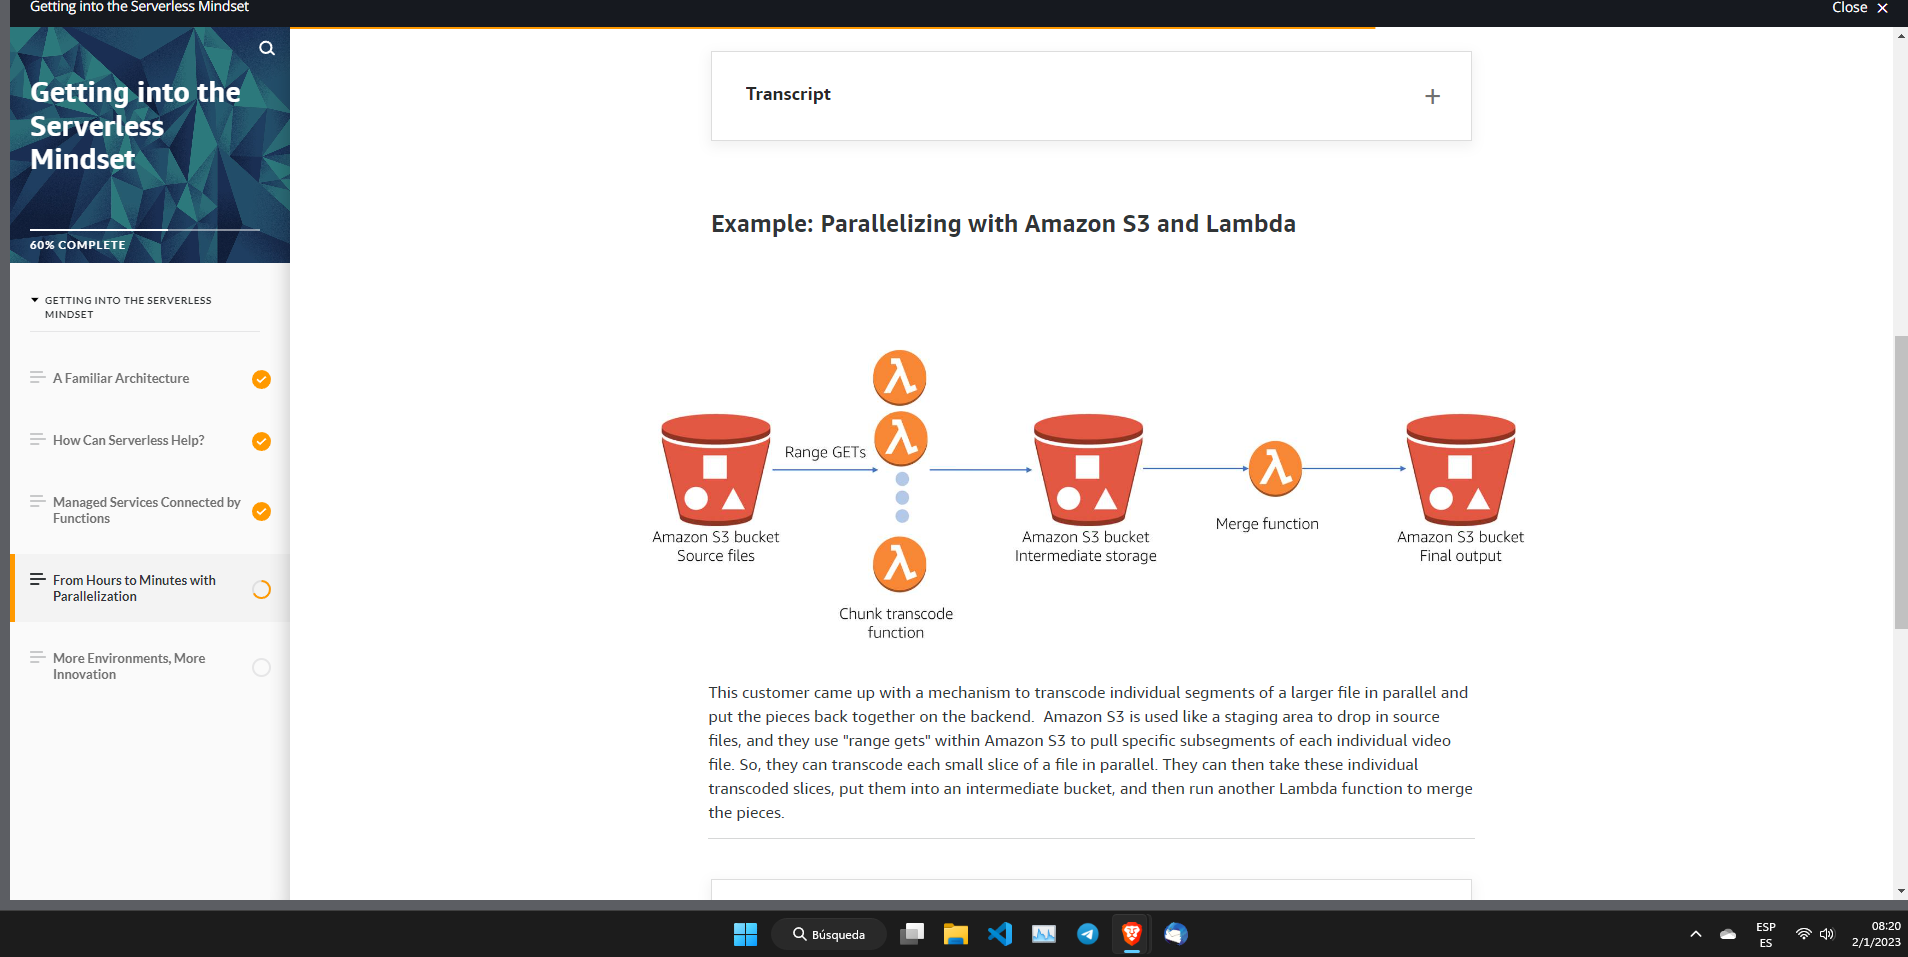 Getting into the Serverless Mindset
Close
Getting into the
Serverless
Mindset
60% COMPLETE
GETTING INTO THE SERVERLESS
MINDSET
A Familiar Architecture
How Can Serverless Help?
Managed Services Connected by
Functions
From Hours to Minutes with
Parallelization
More Environments, More
Innovation
Transcript
Example: Parallelizing with Amazon S3 and Lambda
Range GETs
Amazon S3 bucket
Source files
Chunk transcode
function
Amazon S3 bucket
Intermediate storage
Merge function
Amazon S3 bucket
Final output
This customer came up with a mechanism to transcode individual segments of a larger file in parallel and
put the pieces back together on the backend.  Amazon S3 is used like a staging area to drop in source
files, and they use "range gets" within Amazon S3 to pull specific subsegments of each individual video
file. So, they can transcode each small slice of a file in parallel. They can then take these individual
transcoded slices, put them into an intermediate bucket, and then run another Lambda function to merge
the pieces.
Búsqueda
ESP
ES
08:20
2/1/2023